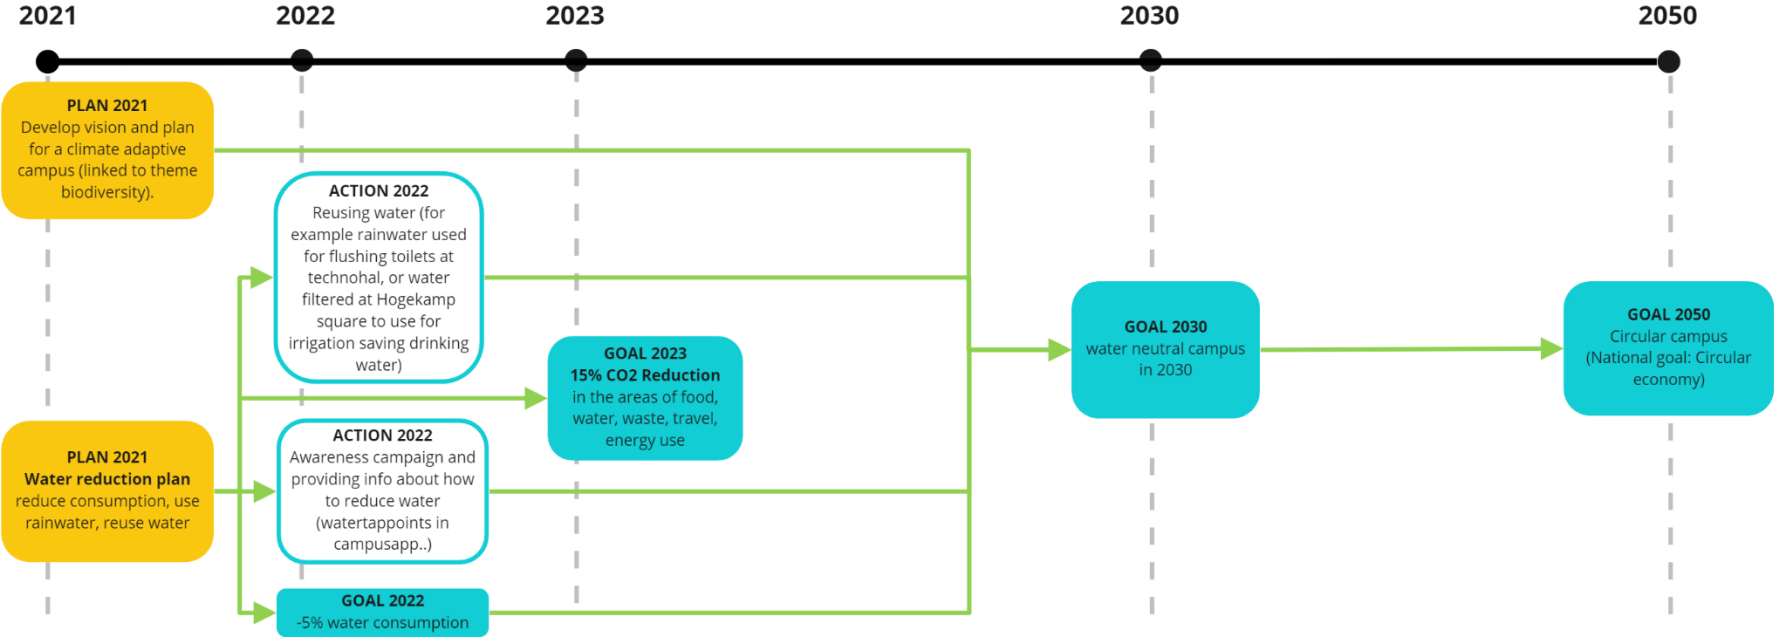 2021
2022
2023
2030
2050
PLAN 2021
Develop vision and plan
for a climate adaptive
campus (linked to theme
biodiversity).
ACTION 2022
Reusing water (for
example rainwater used
for flushing toilets at
technohal, or water
filtered at Hogekamp
square to use for
irrigation saving drinking
water)
GOAL 2023
15% CO2 Reduction
in the areas of food,
water, waste, travel,
energy use
GOAL 2030
water neutral campus
in 2030
GOAL 2050
Circular campus
(National goal: Circular
economy)
PLAN 2021
Water reduction plan
reduce consumption, use
rainwater, reuse water
ACTION 2022
Awareness campaign and
providing info about how
to reduce water
(watertappoints in
campusapp..)
GOAL 2022
-5% water consumption